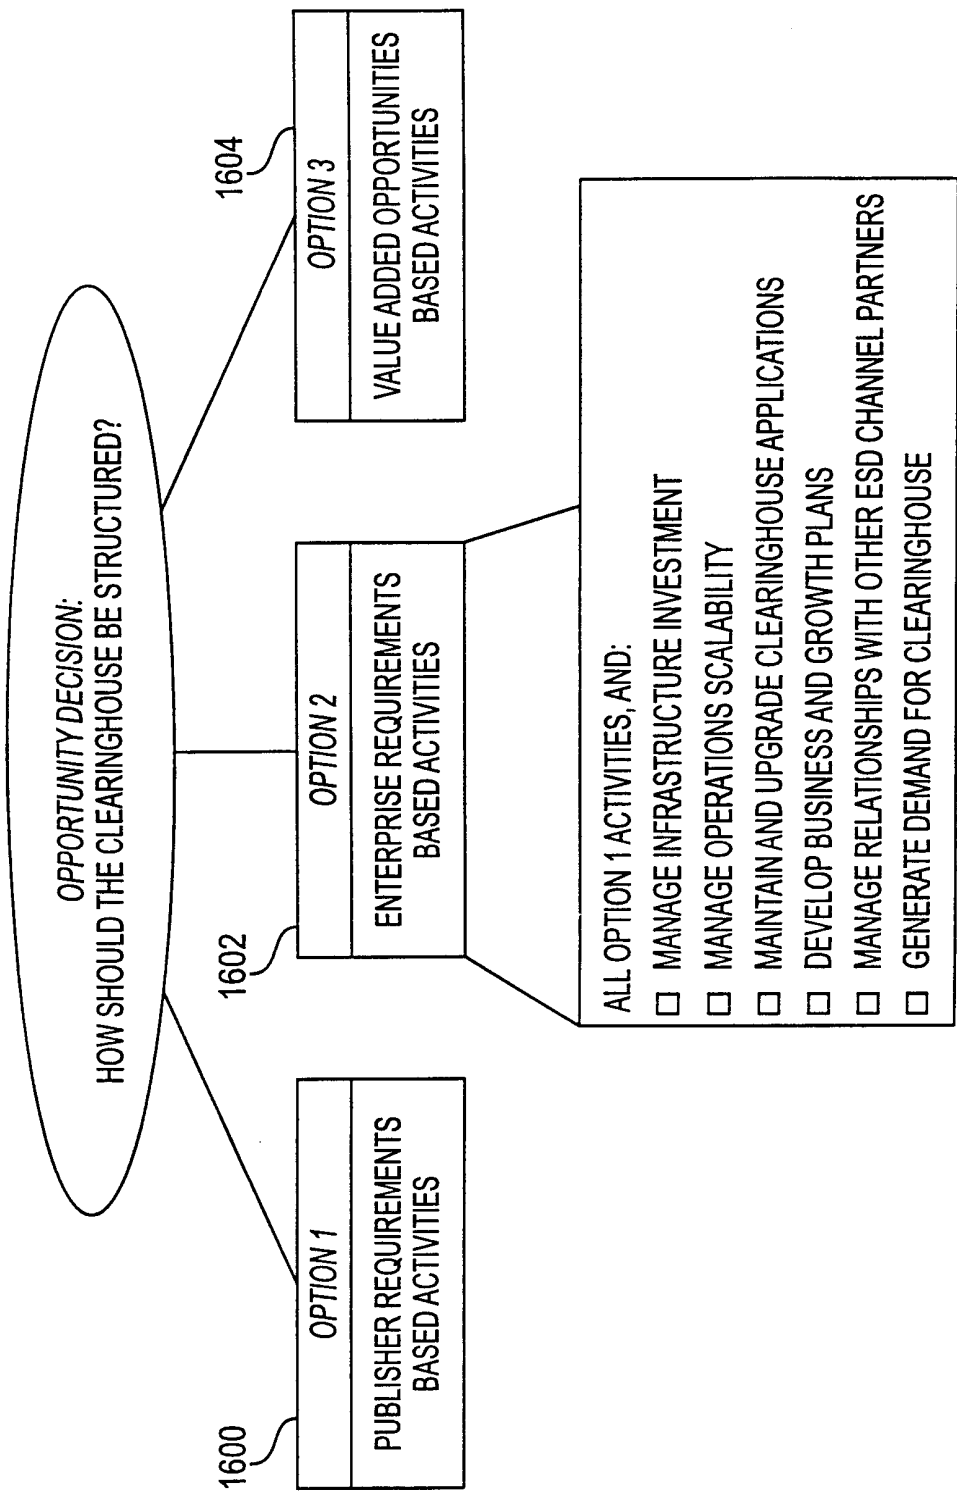 OPPORTUNITY DECISION:
HOW SHOULD THE CLEARINGHOUSE BE STRUCTURED?
1600
OPTION 1
PUBLISHER REQUIREMENTS
BASED ACTIVITIES
1602
OPTION 2
ENTERPRISE REQUIREMENTS
BASED ACTIVITIES
1604
OPTION 3
VALUE ADDED OPPORTUNITIES
BASED ACTIVITIES
ALL OPTION 1 ACTIVITIES, AND:
☐ MANAGE INFRASTRUCTURE INVESTMENT
☐ MANAGE OPERATIONS SCALABILITY
☐ MAINTAIN AND UPGRADE CLEARINGHOUSE APPLICATIONS
☐ DEVELOP BUSINESS AND GROWTH PLANS
☐ MANAGE RELATIONSHIPS WITH OTHER ESD CHANNEL PARTNERS
☐ GENERATE DEMAND FOR CLEARINGHOUSE